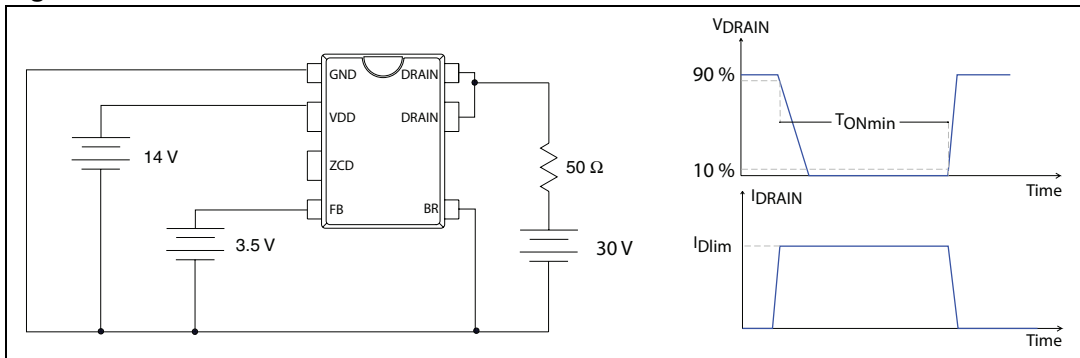 GND
DRAIN
VDD
DRAIN
ZCD
FB
BR
14 V
3.5 V
50 Ω
30 V
VDRAIN
90 %
TONmin
10 %
Time
IDRAIN
IDlim
Time